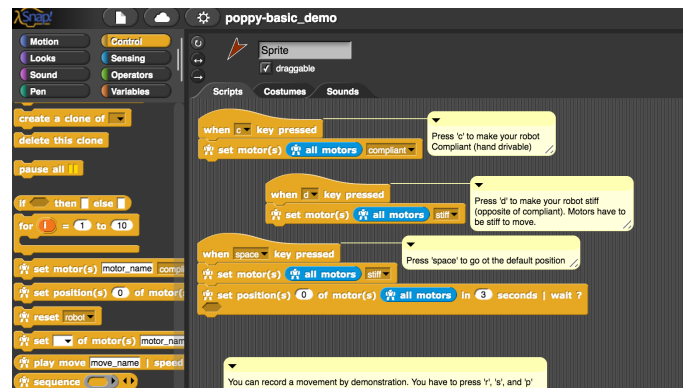 Snap!
poppy-basic_demo
Motion
Control
Looks
Sensing
Sound
Operators
Pen
Variables
Sprite
draggable
Scripts
Costumes
Sounds
create a clone of
delete this clone
pause all
if then else
for i = 1 to 10
set motor(s) motor_name compli
set position(s) 0 of motor(
reset robot
set of motor(s) motor_nam
play move move_name | speed
sequence
when c key pressed
set motor(s) all motors compliant
Press 'c' to make your robot
Compliant (hand drivable)
when d key pressed
set motor(s) all motors stiff
Press 'd' to make your robot stiff
(opposite of compliant). Motors have to
be stiff to move.
when space key pressed
set motor(s) all motors stiff
set position(s) 0 of motor(s) all motors in 3 seconds | wait ?
Press 'space' to go ot the default position
You can record a movement by demonstration. You have to press 'r', 's', and 'p'